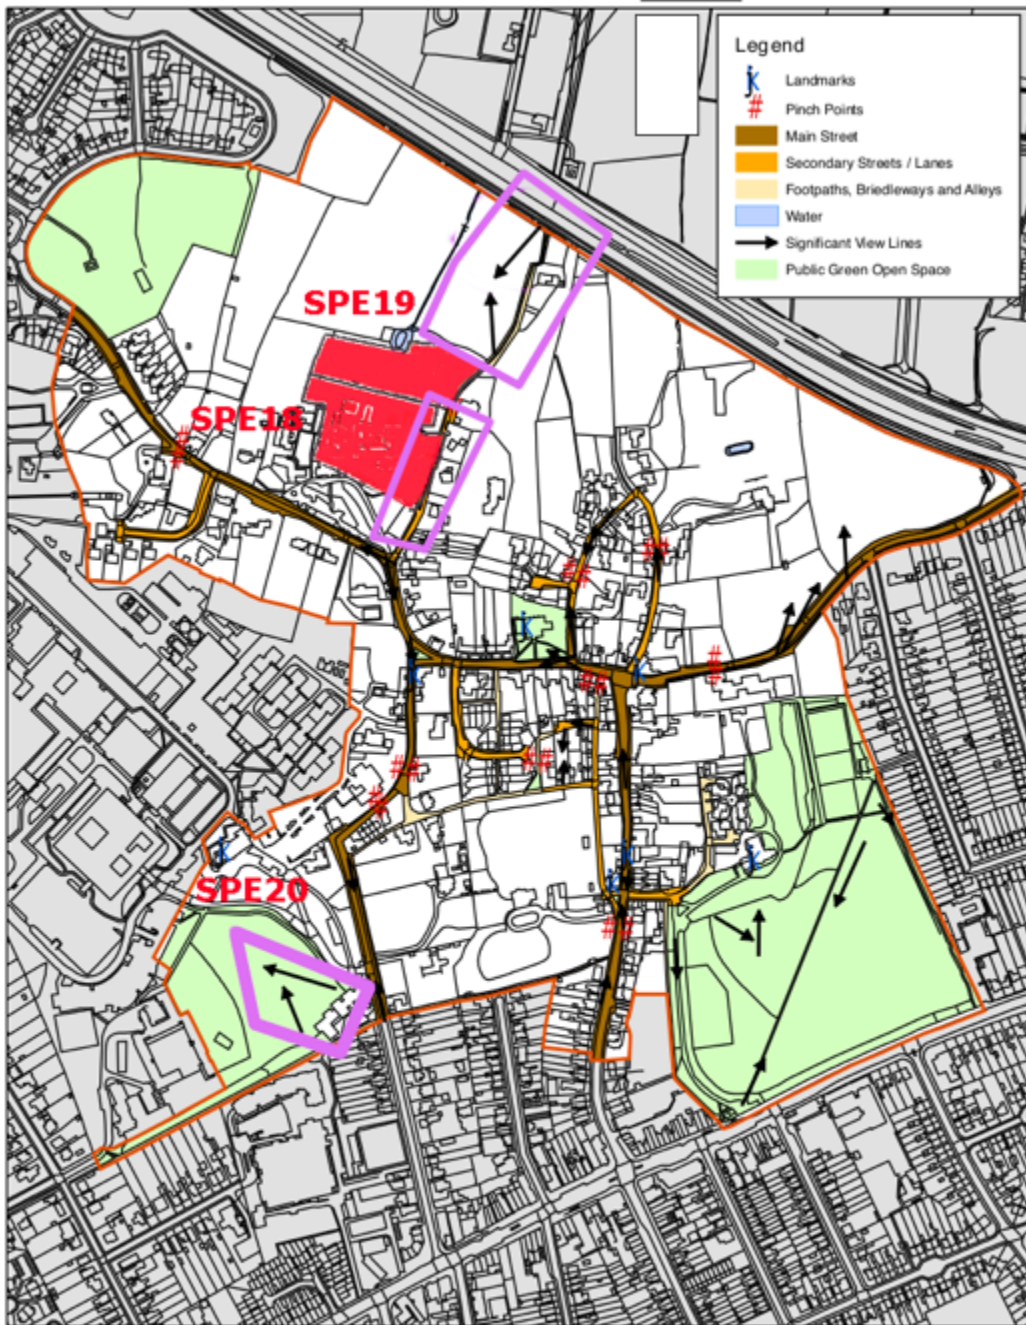 Legend
Landmarks
Pinch Points
Main Street
Secondary Streets / Lanes
Footpaths, Briedleways and Alleys
Water
Significant View Lines
Public Green Open Space
SPE19
SPE18
SPE20